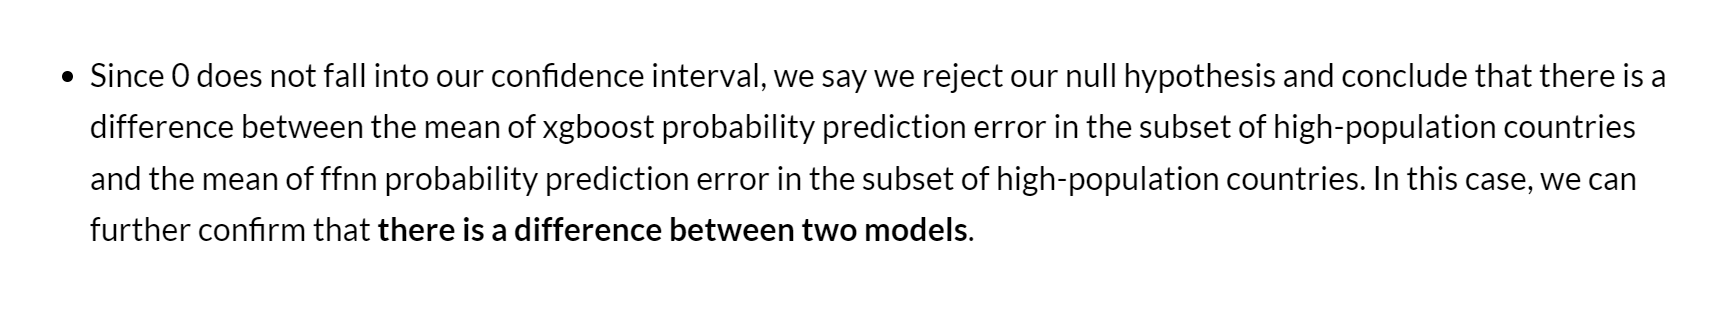 • Since 0 does not fall into our confidence interval, we say we reject our null hypothesis and conclude that there is a
difference between the mean of xgboost probability prediction error in the subset of high-population countries
and the mean of ffnn probability prediction error in the subset of high-population countries. In this case, we can
further confirm that there is a difference between two models.